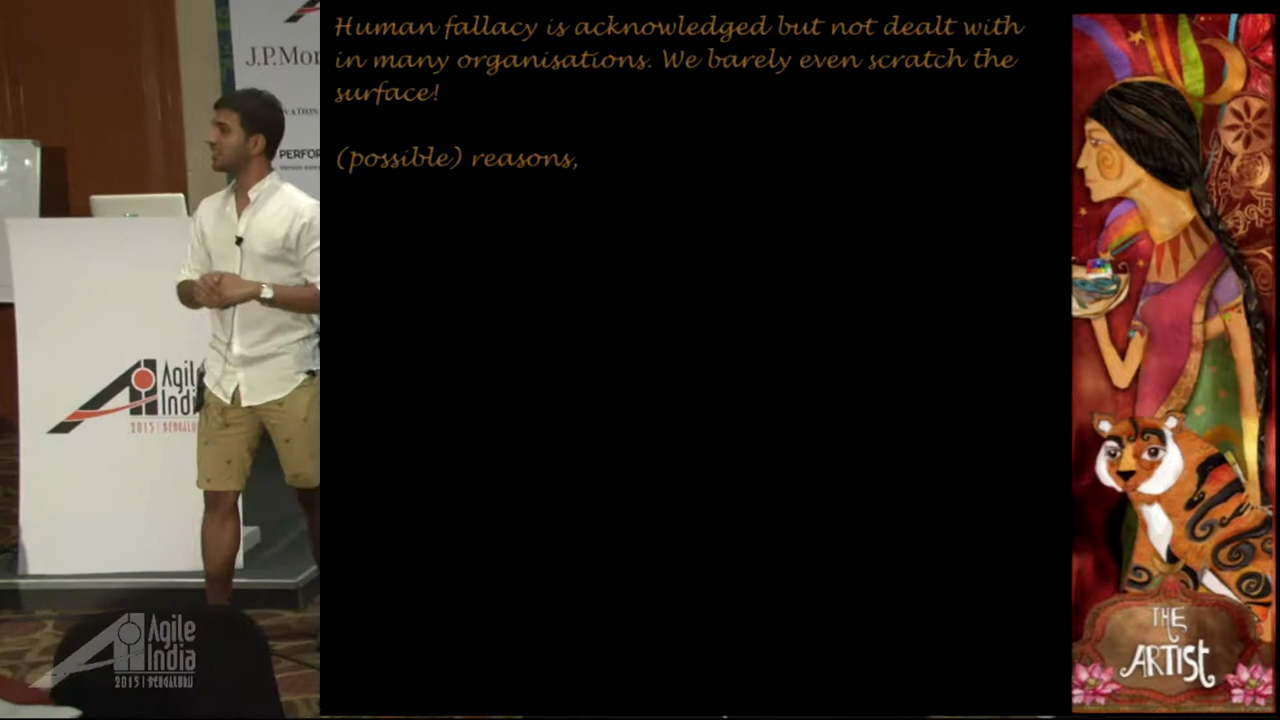 Human fallacy is acknowledged but not dealt with
in many organisations. We barely even scratch the
surface!
(possible) reasons,
J.P.Mor
VATION
PERFOR
Agile
India
2015 | BENGALURU
Agile
India
2015 | BENGALURU
THE
ARTIST